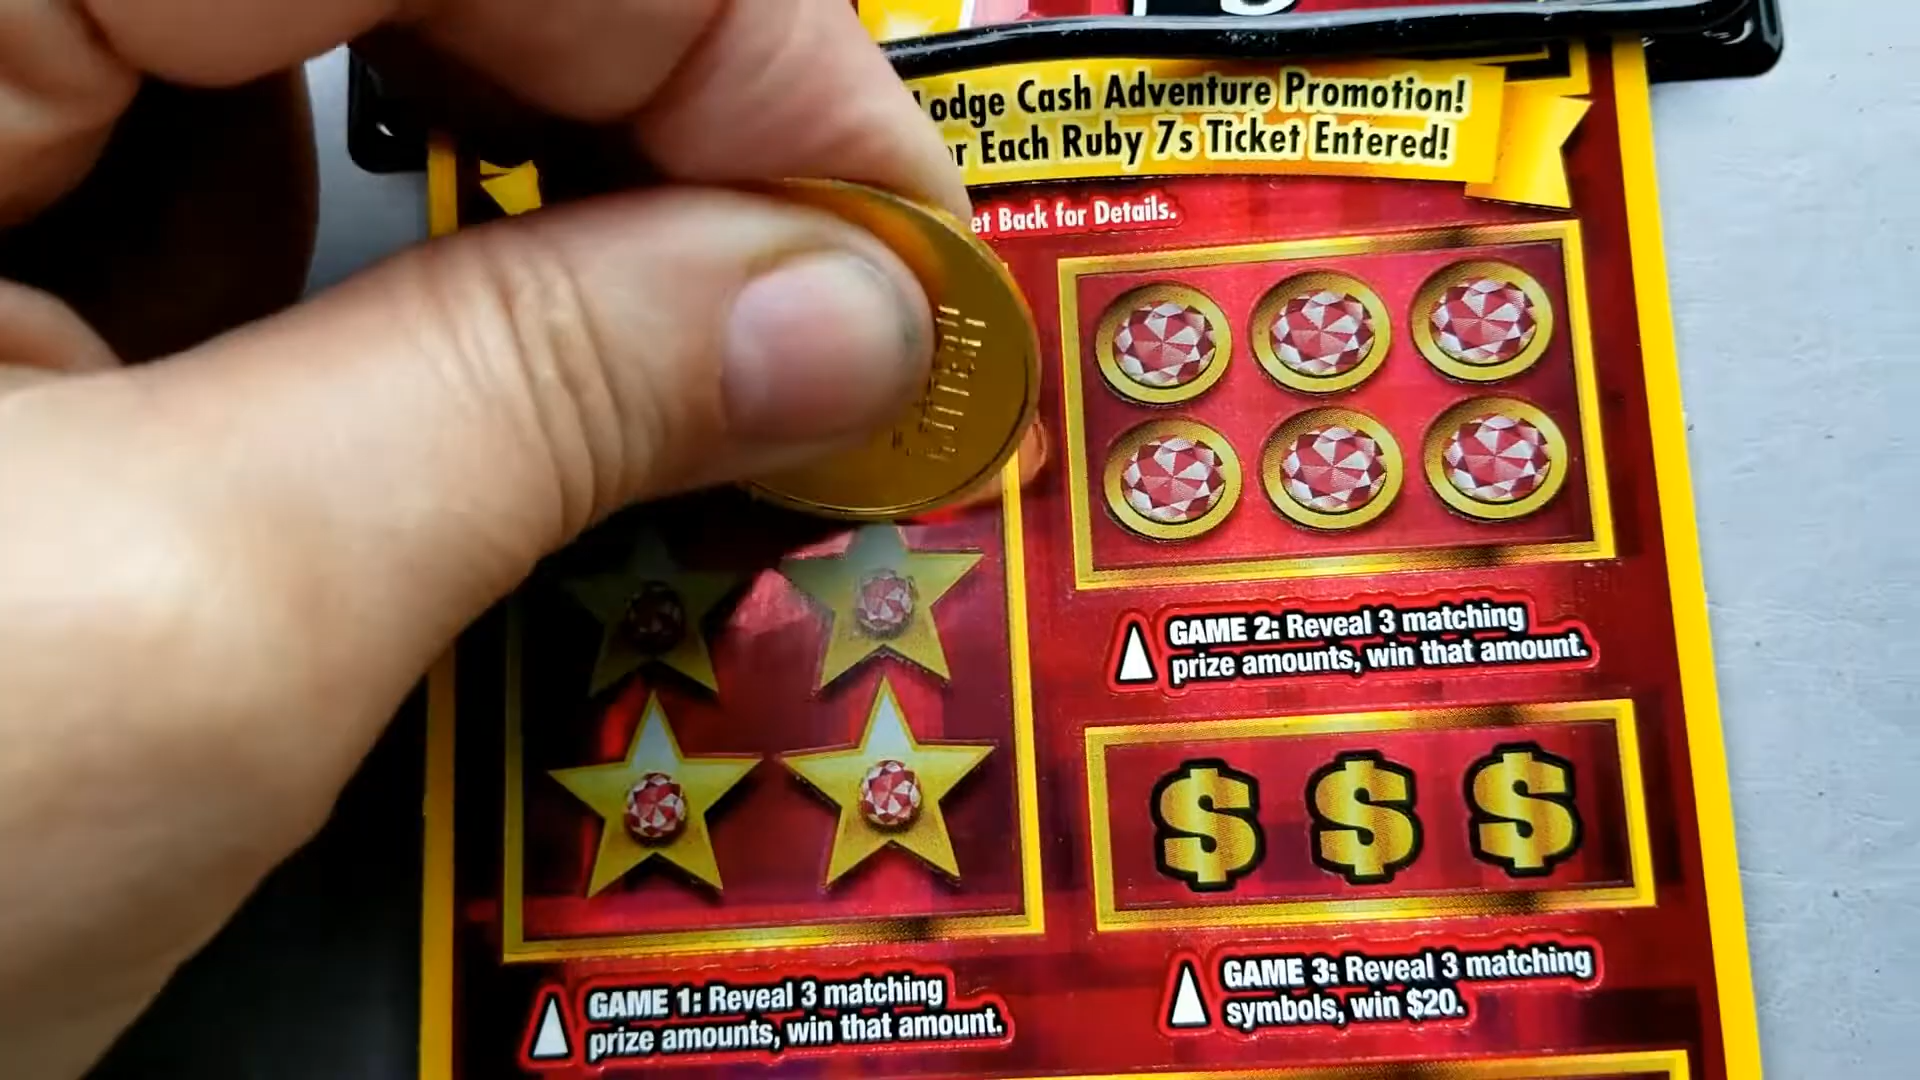 odge Cash Adventure Promotion!
r Each Ruby 7s Ticket Entered!
et Back for Details.
GAME 2: Reveal 3 matching
prize amounts, win that amount.
$ $ $
GAME 1: Reveal 3 matching
prize amounts, win that amount.
GAME 3: Reveal 3 matching
symbols, win $20.